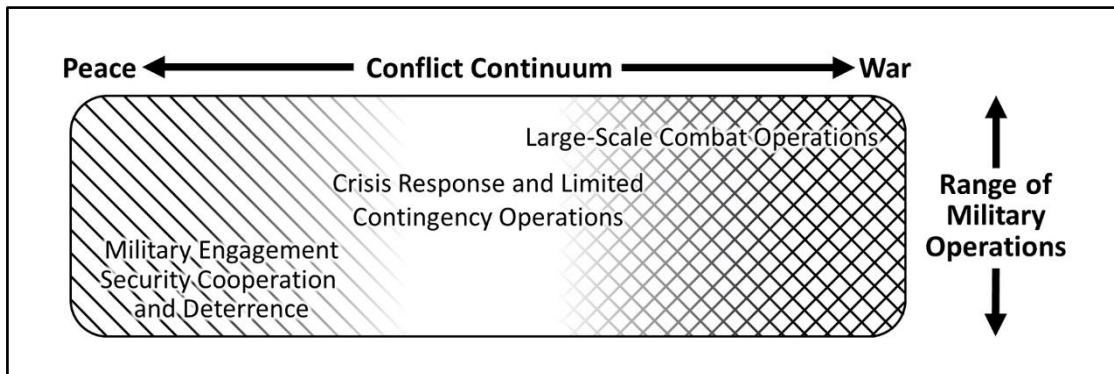 Peace Conflict Continuum War
Large-Scale Combat Operations
Crisis Response and Limited
Contingency Operations
Military Engagement
Security Cooperation
and Deterrence
Range of
Military
Operations